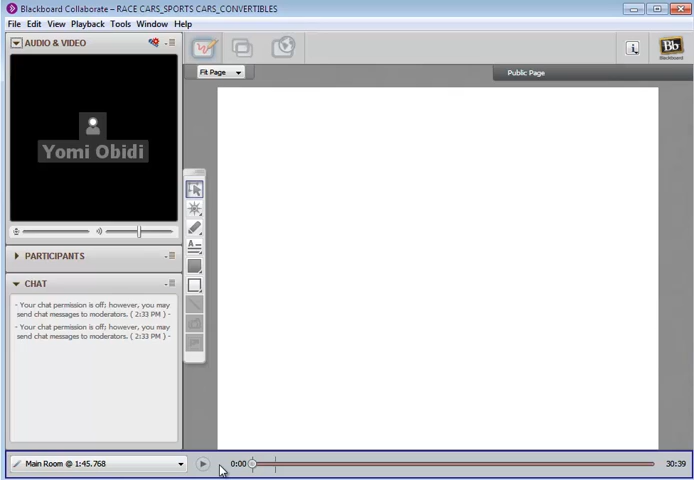 Blackboard Collaborate – RACE CARS_SPORTS CARS_CONVERTIBLES
File Edit View Playback Tools Window Help
AUDIO & VIDEO
Yomi Obidi
PARTICIPANTS
CHAT
- Your chat permission is off; however, you may
send chat messages to moderators. ( 2:33 PM ) -
- Your chat permission is off; however, you may
send chat messages to moderators. ( 2:33 PM ) -
Fit Page
Public Page
i
Bb
Blackboard
A
Main Room @ 1:45.768
0:00
30:39